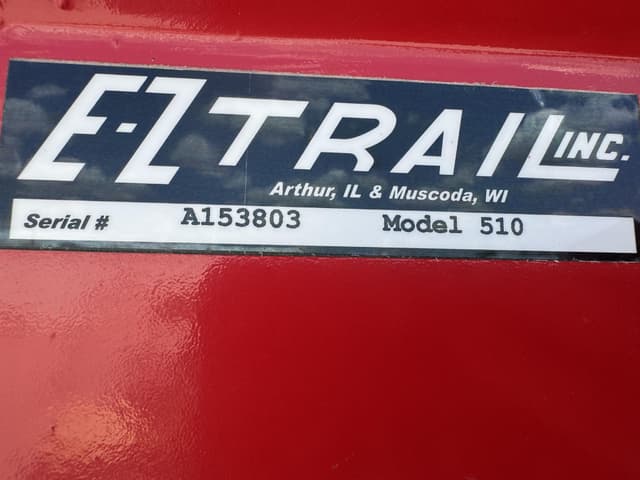 E-Z TRAIL INC.
Arthur, IL & Muscoda, WI
Serial # A153803 Model 510